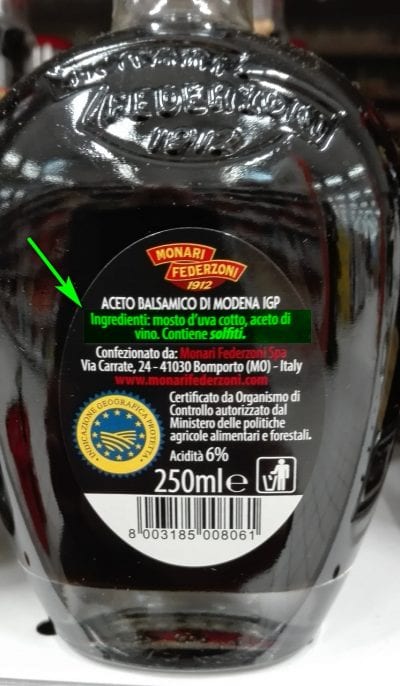 FEDERZONI
1912
MONARI
FEDERZONI
1912
ACETO BALSAMICO DI MODENA IGP
Ingredienti: mosto d'uva cotto, aceto di
vino. Contiene solfiti.
Confezionato da: Monari Federzoni Spa
Via Carrate, 24 - 41030 Bomporto (MO) - Italy
www.monarifederzoni.com
Certificato da Organismo di
Controllo autorizzato dal
Ministero delle politiche
agricole alimentari e forestali.
INDICAZIONE GEOGRAFICA PROTETTA
Acidità 6%
250ml e
8 003185 008061